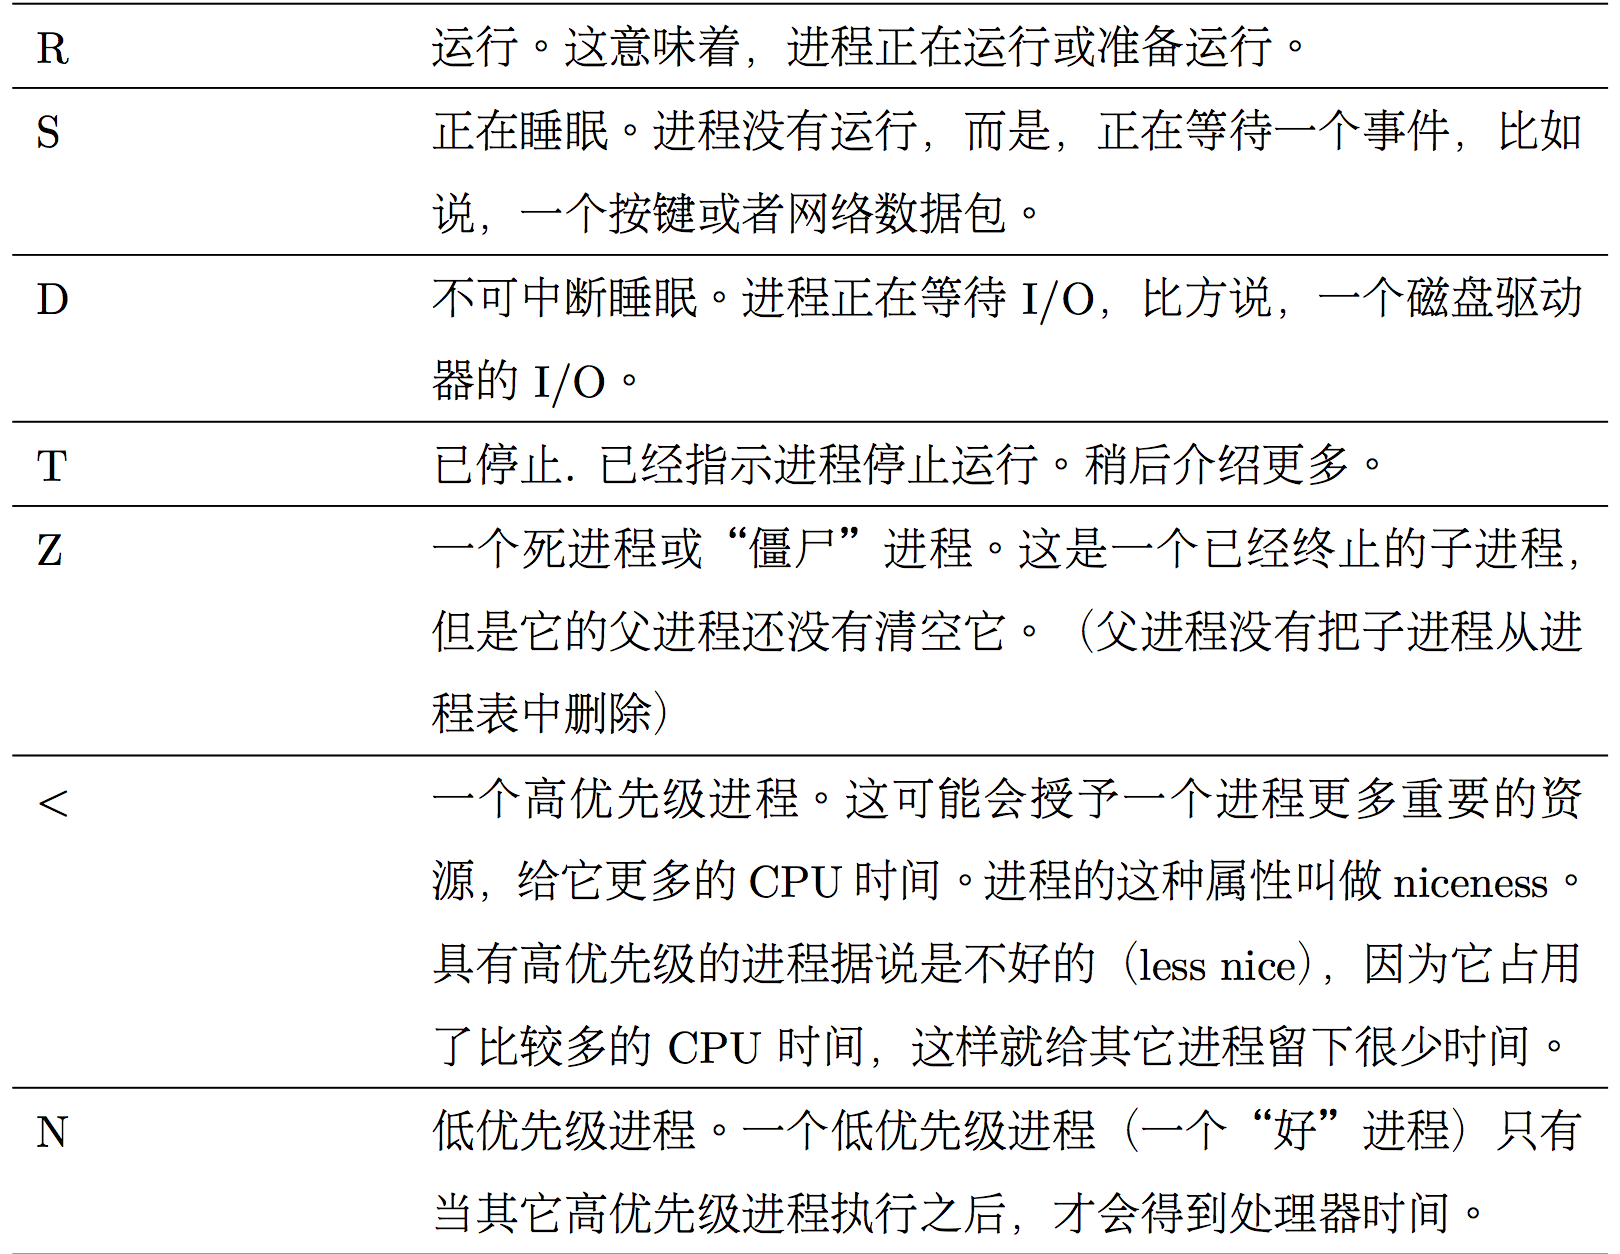 R 运行。这意味着，进程正在运行或准备运行。
S 正在睡眠。进程没有运行，而是，正在等待一个事件，比如
说，一个按键或者网络数据包。
D 不可中断睡眠。进程正在等待 I/O，比方说，一个磁盘驱动
器的 I/O。
T 已停止. 已经指示进程停止运行。稍后介绍更多。
Z 一个死进程或“僵尸”进程。这是一个已经终止的子进程，
但是它的父进程还没有清空它。（父进程没有把子进程从进
程表中删除）
< 一个高优先级进程。这可能会授予一个进程更多重要的资
源，给它更多的 CPU 时间。进程的这种属性叫做 niceness。
具有高优先级的进程据说是不好的（less nice），因为它占用
了比较多的 CPU 时间，这样就给其它进程留下很少时间。
N 低优先级进程。一个低优先级进程（一个“好”进程）只有
当其它高优先级进程执行之后，才会得到处理器时间。